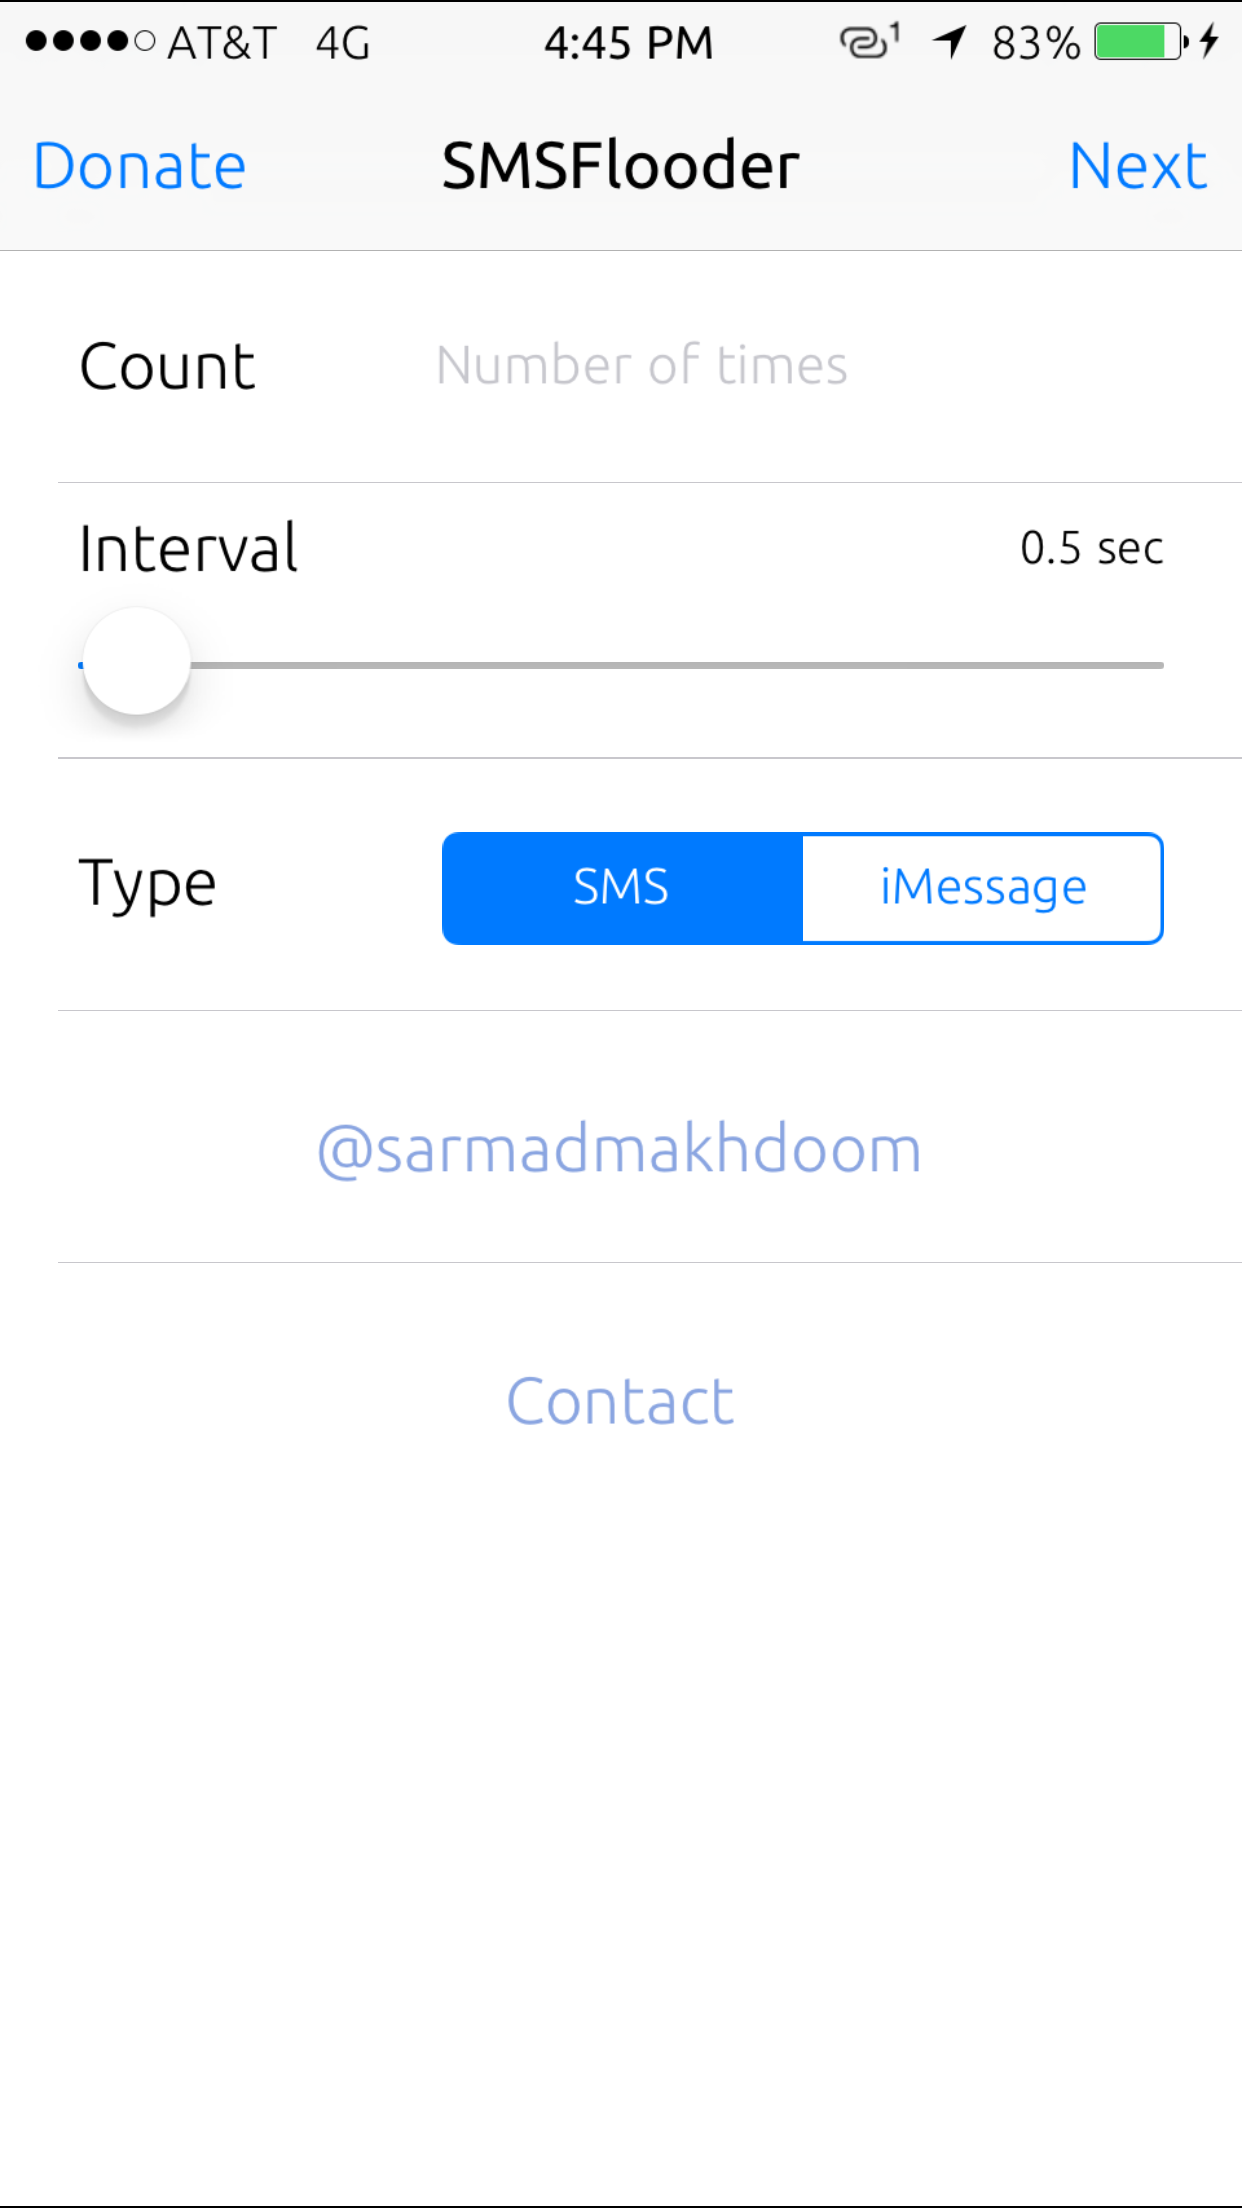 AT&T 4G 4:45 PM 1 83%
Donate SMSFlooder Next
Count Number of times
Interval 0.5 sec
Type SMS iMessage
@sarmadmakhdoom
Contact